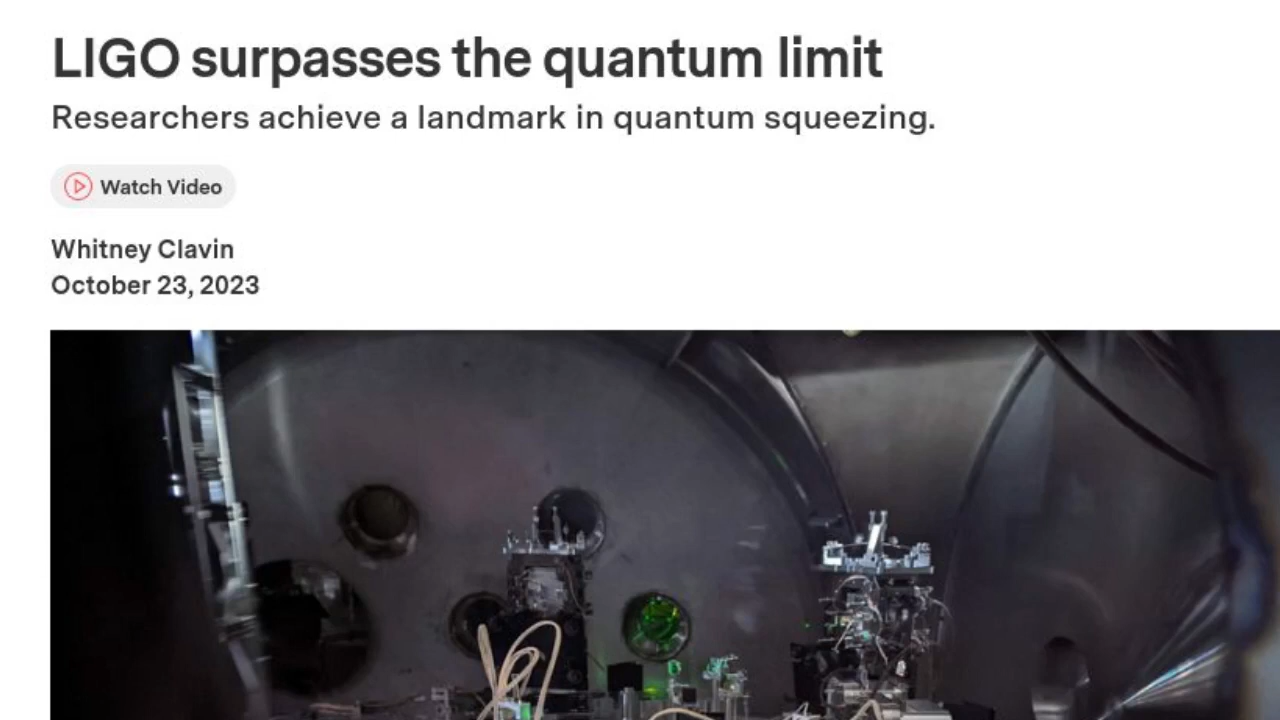 LIGO surpasses the quantum limit
Researchers achieve a landmark in quantum squeezing.
Watch Video
Whitney Clavin
October 23, 2023